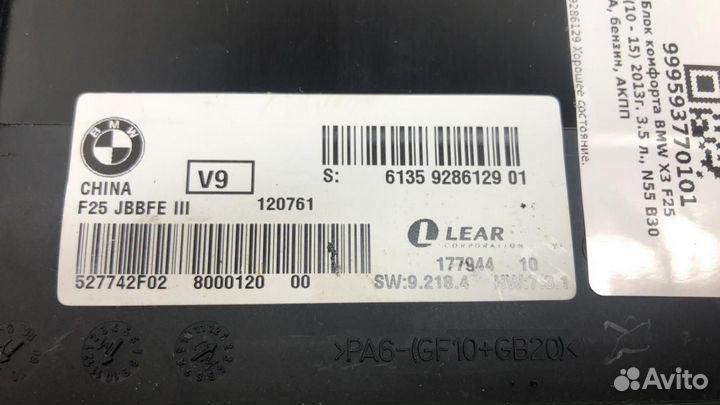 BMW
CHINA
V9
F25 JBBFE III
120761
S: 6135 9286129 01
LEAR
CORPORATION
177944 10
SW:9.218.4
527742F02 8000120 00
>PA6-(GF10+GB20)<
999593770101
Блок комфорта BMW X3 F25
(10 - 15) 2013г. 3.5 л., N55 B30
A, бензин, АКПП
9286129 Хорошее состояние.
Avito